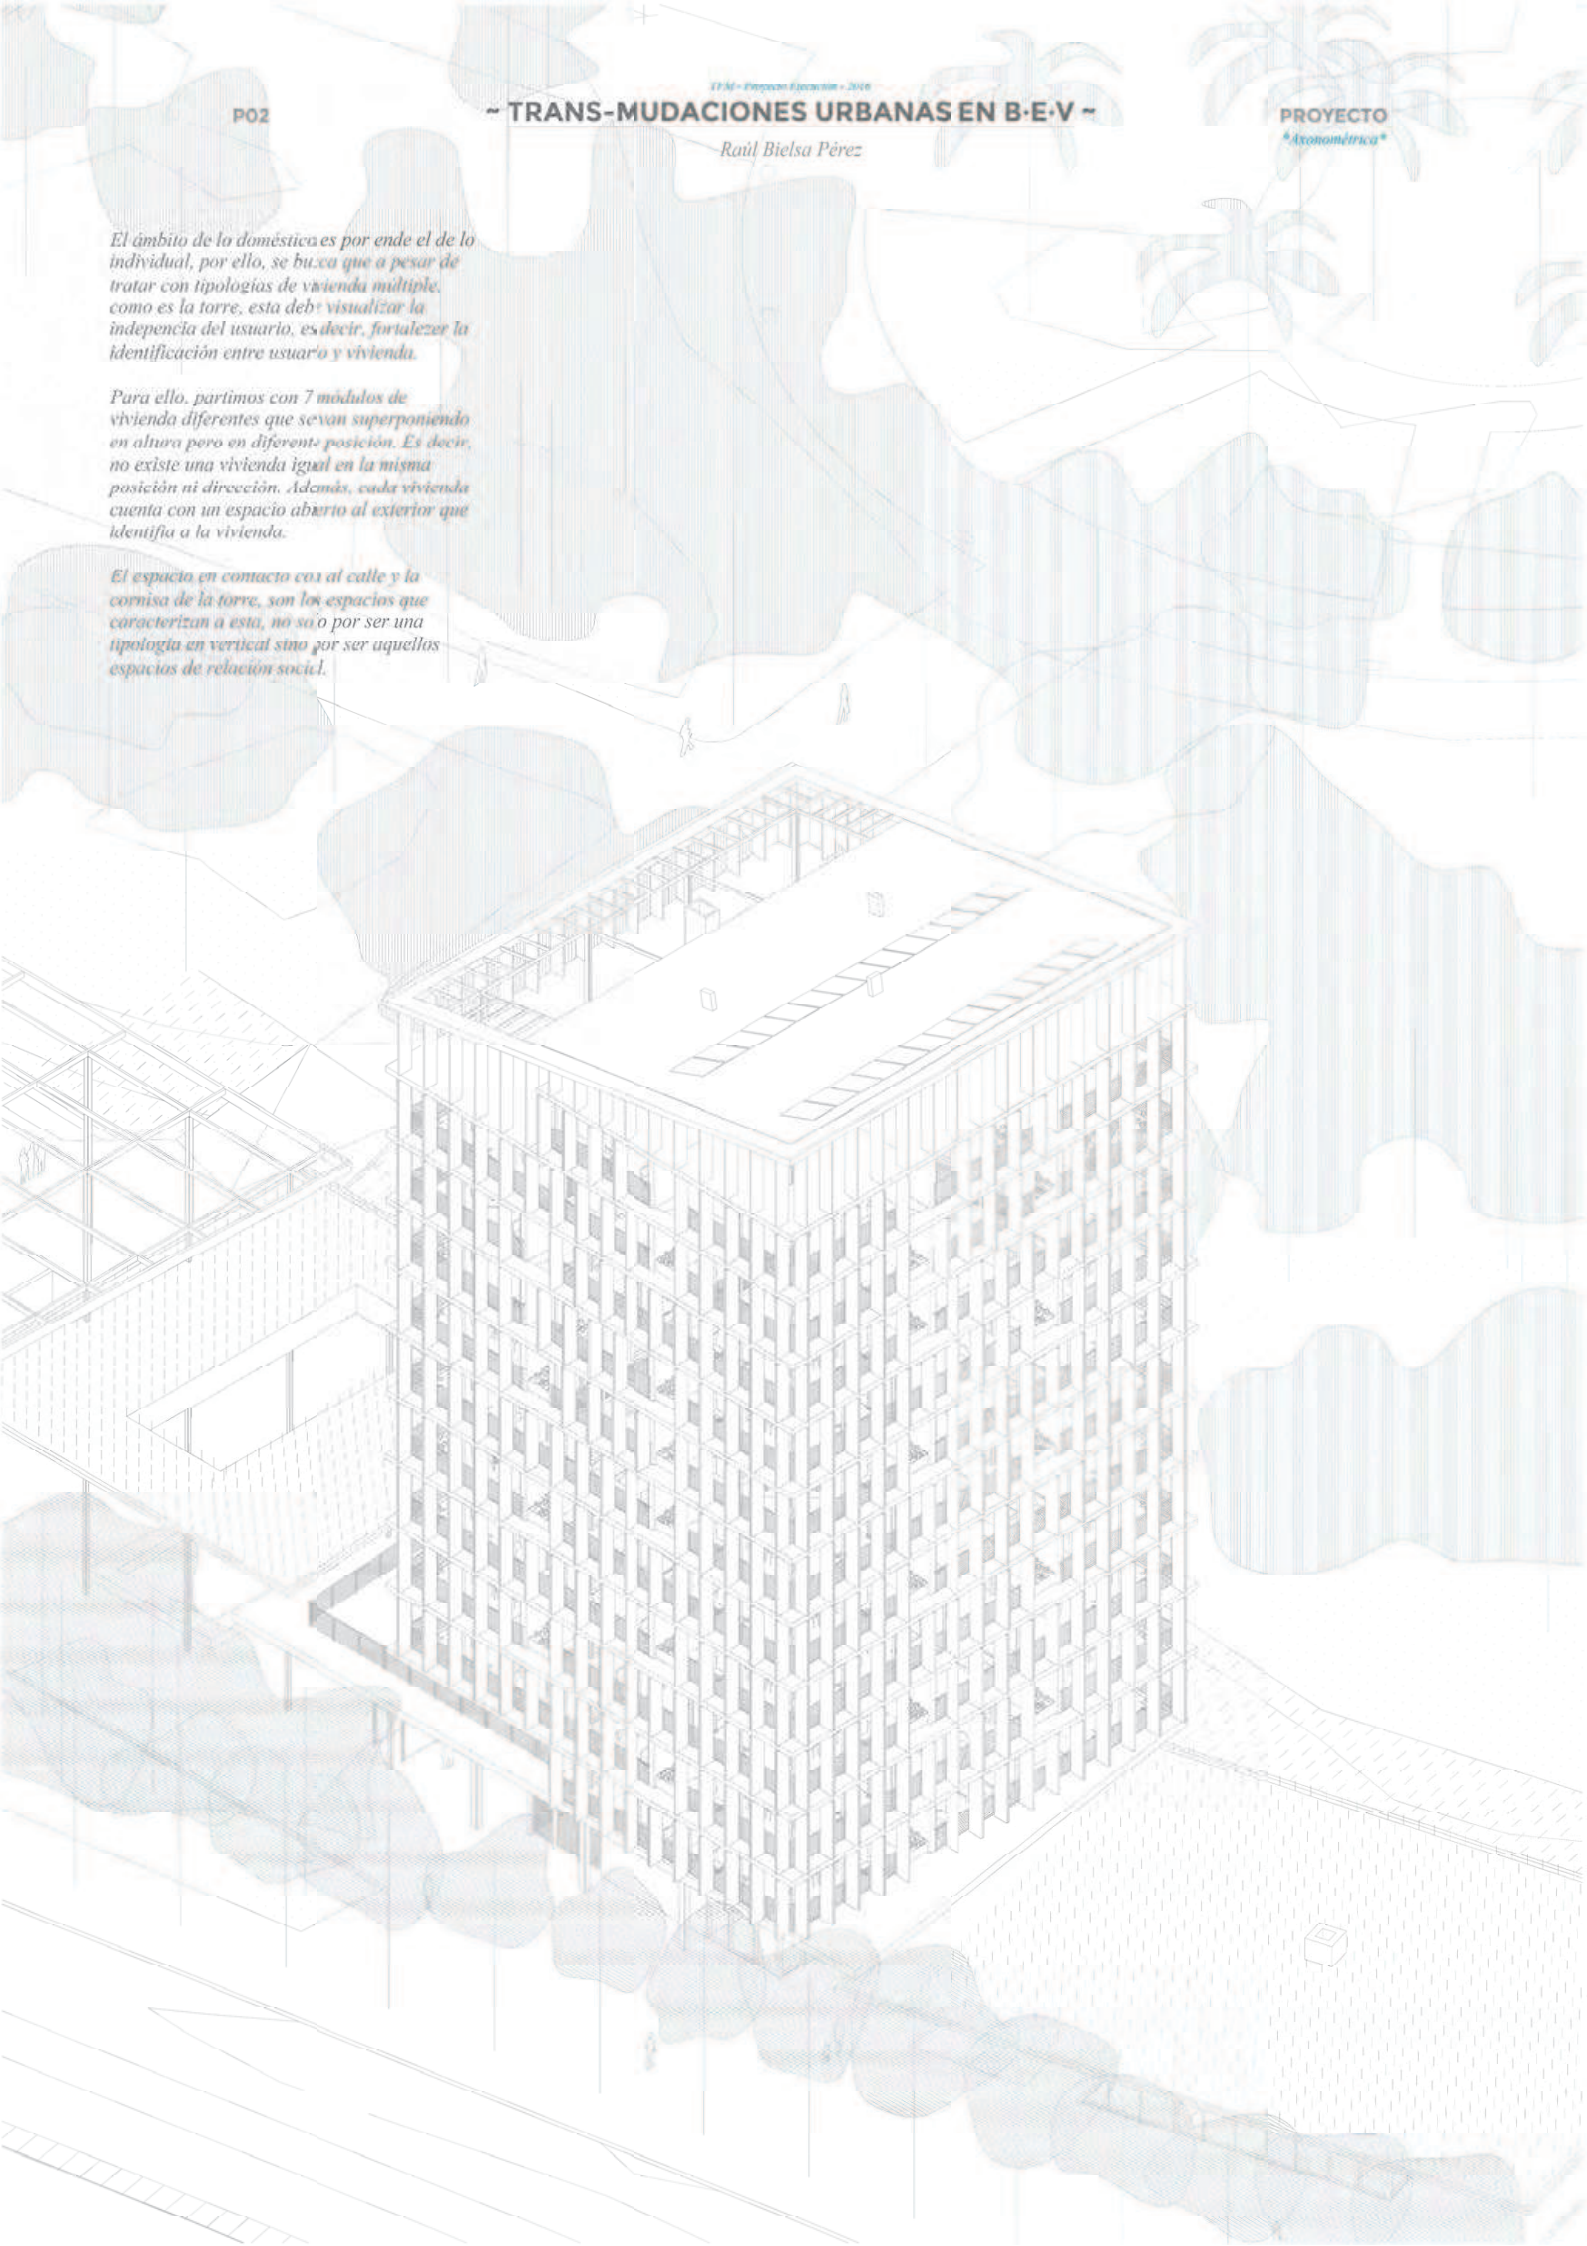 P02
TFM - Proyecto Ejecución - 2016
~ TRANS-MUDACIONES URBANAS EN B·E·V ~
Raúl Bielsa Pérez
PROYECTO
*Axonométrica*
El ámbito de lo doméstico es por ende el de lo
individual, por ello, se busca que a pesar de
tratar con tipologías de vivienda múltiple,
como es la torre, esta debe visualizar la
indepencia del usuario, es decir, fortalezer la
identificación entre usuario y vivienda.
Para ello, partimos con 7 módulos de
vivienda diferentes que se van superponiendo
en altura pero en diferente posición. Es decir,
no existe una vivienda igual en la misma
posición ni dirección. Además, cada vivienda
cuenta con un espacio abierto al exterior que
identifia a la vivienda.
El espacio en contacto con al calle y la
cornisa de la torre, son los espacios que
caracterizan a esta, no solo por ser una
tipología en vertical sino por ser aquellos
espacios de relación social.